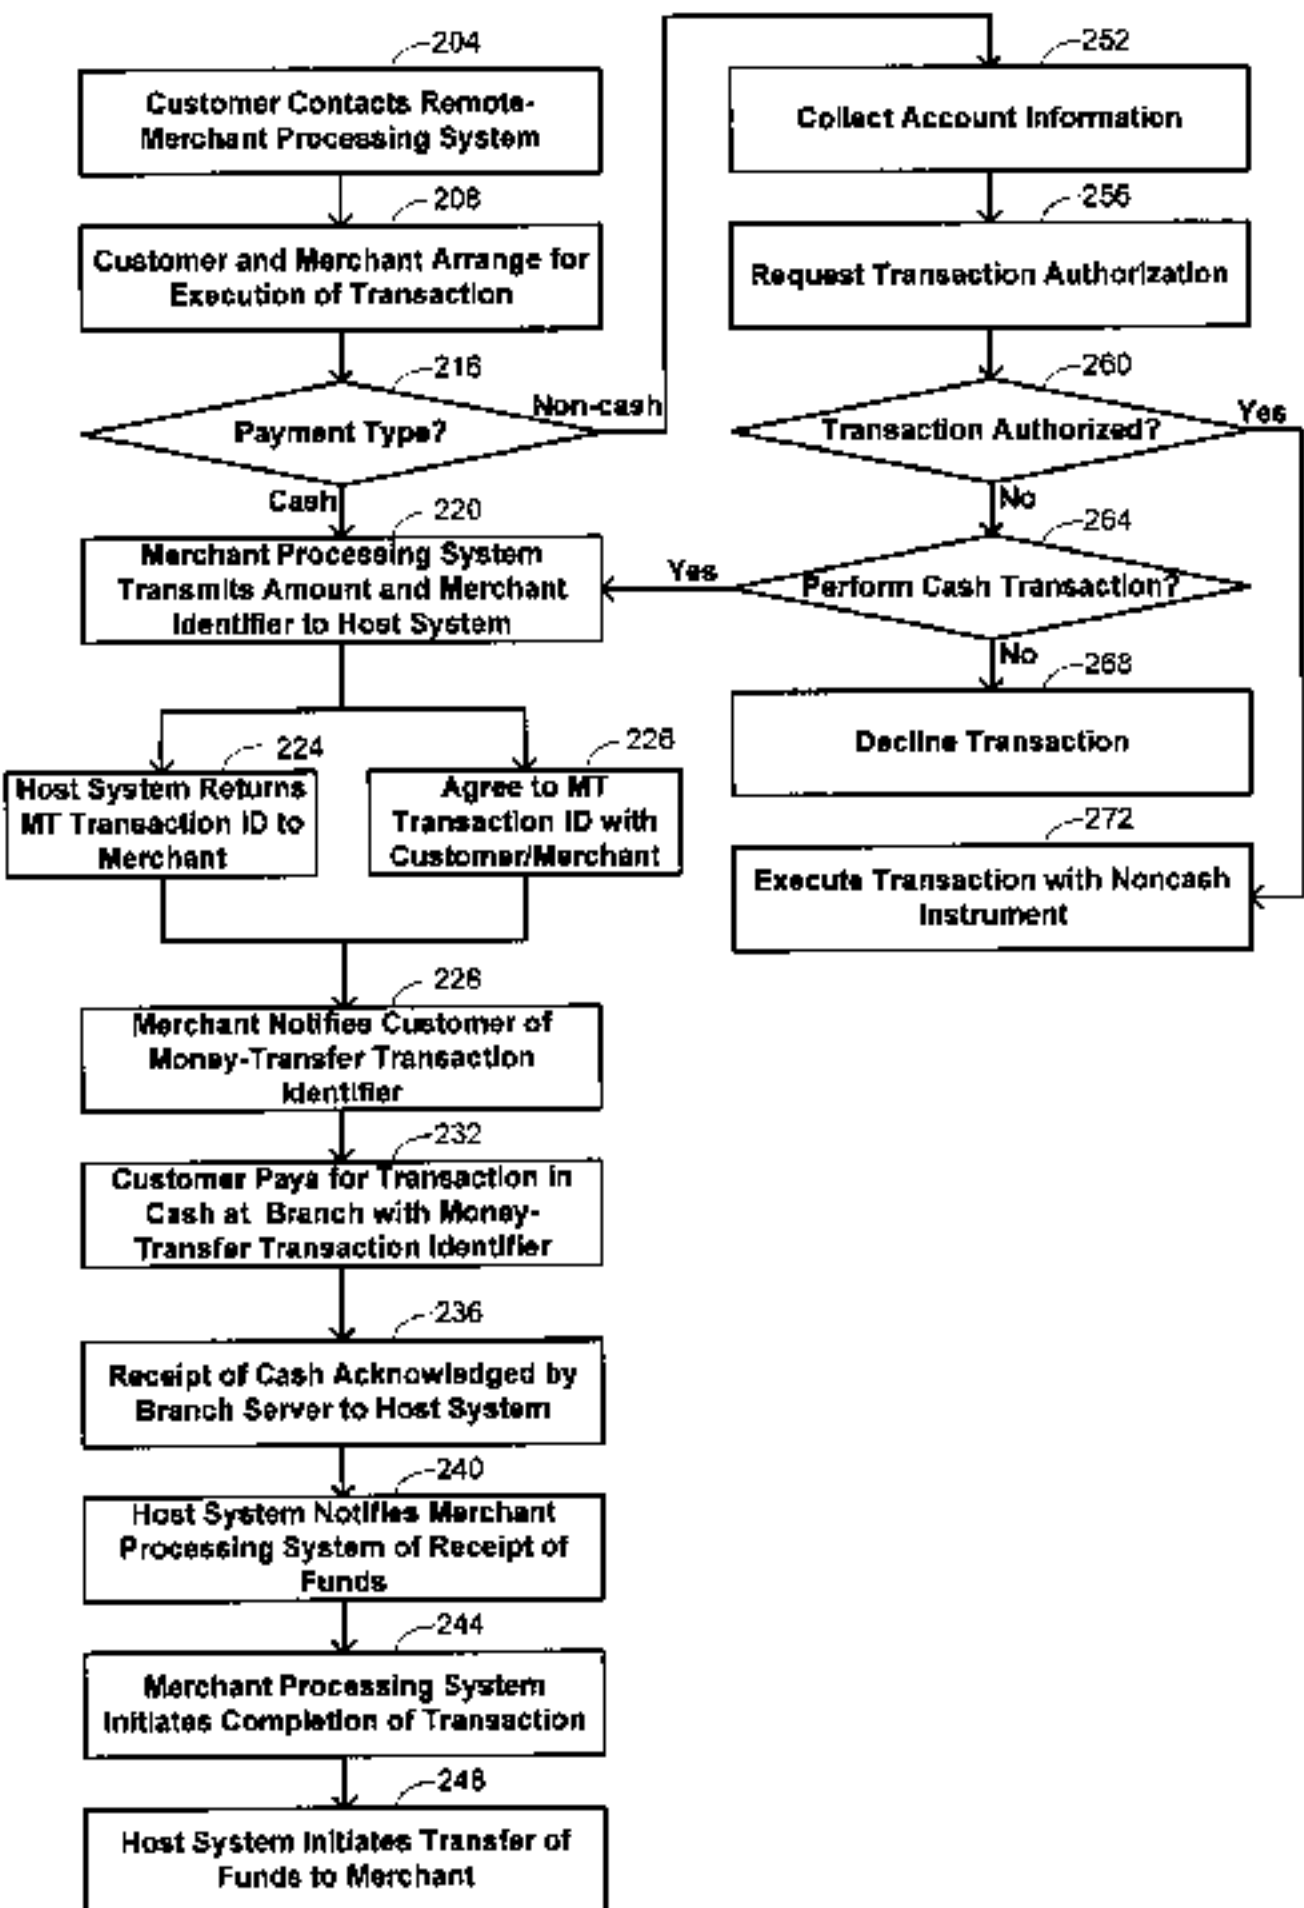 204
Customer Contacts Remote-
Merchant Processing System
208
Customer and Merchant Arrange for
Execution of Transaction
216
Payment Type?
Non-cash
Cash
220
Merchant Processing System
Transmits Amount and Merchant
Identifier to Host System
224
Host System Returns
MT Transaction ID to
Merchant
226
Agree to MT
Transaction ID with
Customer/Merchant
228
Merchant Notifies Customer of
Money-Transfer Transaction
Identifier
232
Customer Pays for Transaction in
Cash at Branch with Money-
Transfer Transaction Identifier
236
Receipt of Cash Acknowledged by
Branch Server to Host System
240
Host System Notifies Merchant
Processing System of Receipt of
Funds
244
Merchant Processing System
Initiates Completion of Transaction
248
Host System Initiates Transfer of
Funds to Merchant
252
Collect Account Information
256
Request Transaction Authorization
260
Transaction Authorized?
Yes
No
264
Perform Cash Transaction?
Yes
No
268
Decline Transaction
272
Execute Transaction with Noncash
Instrument